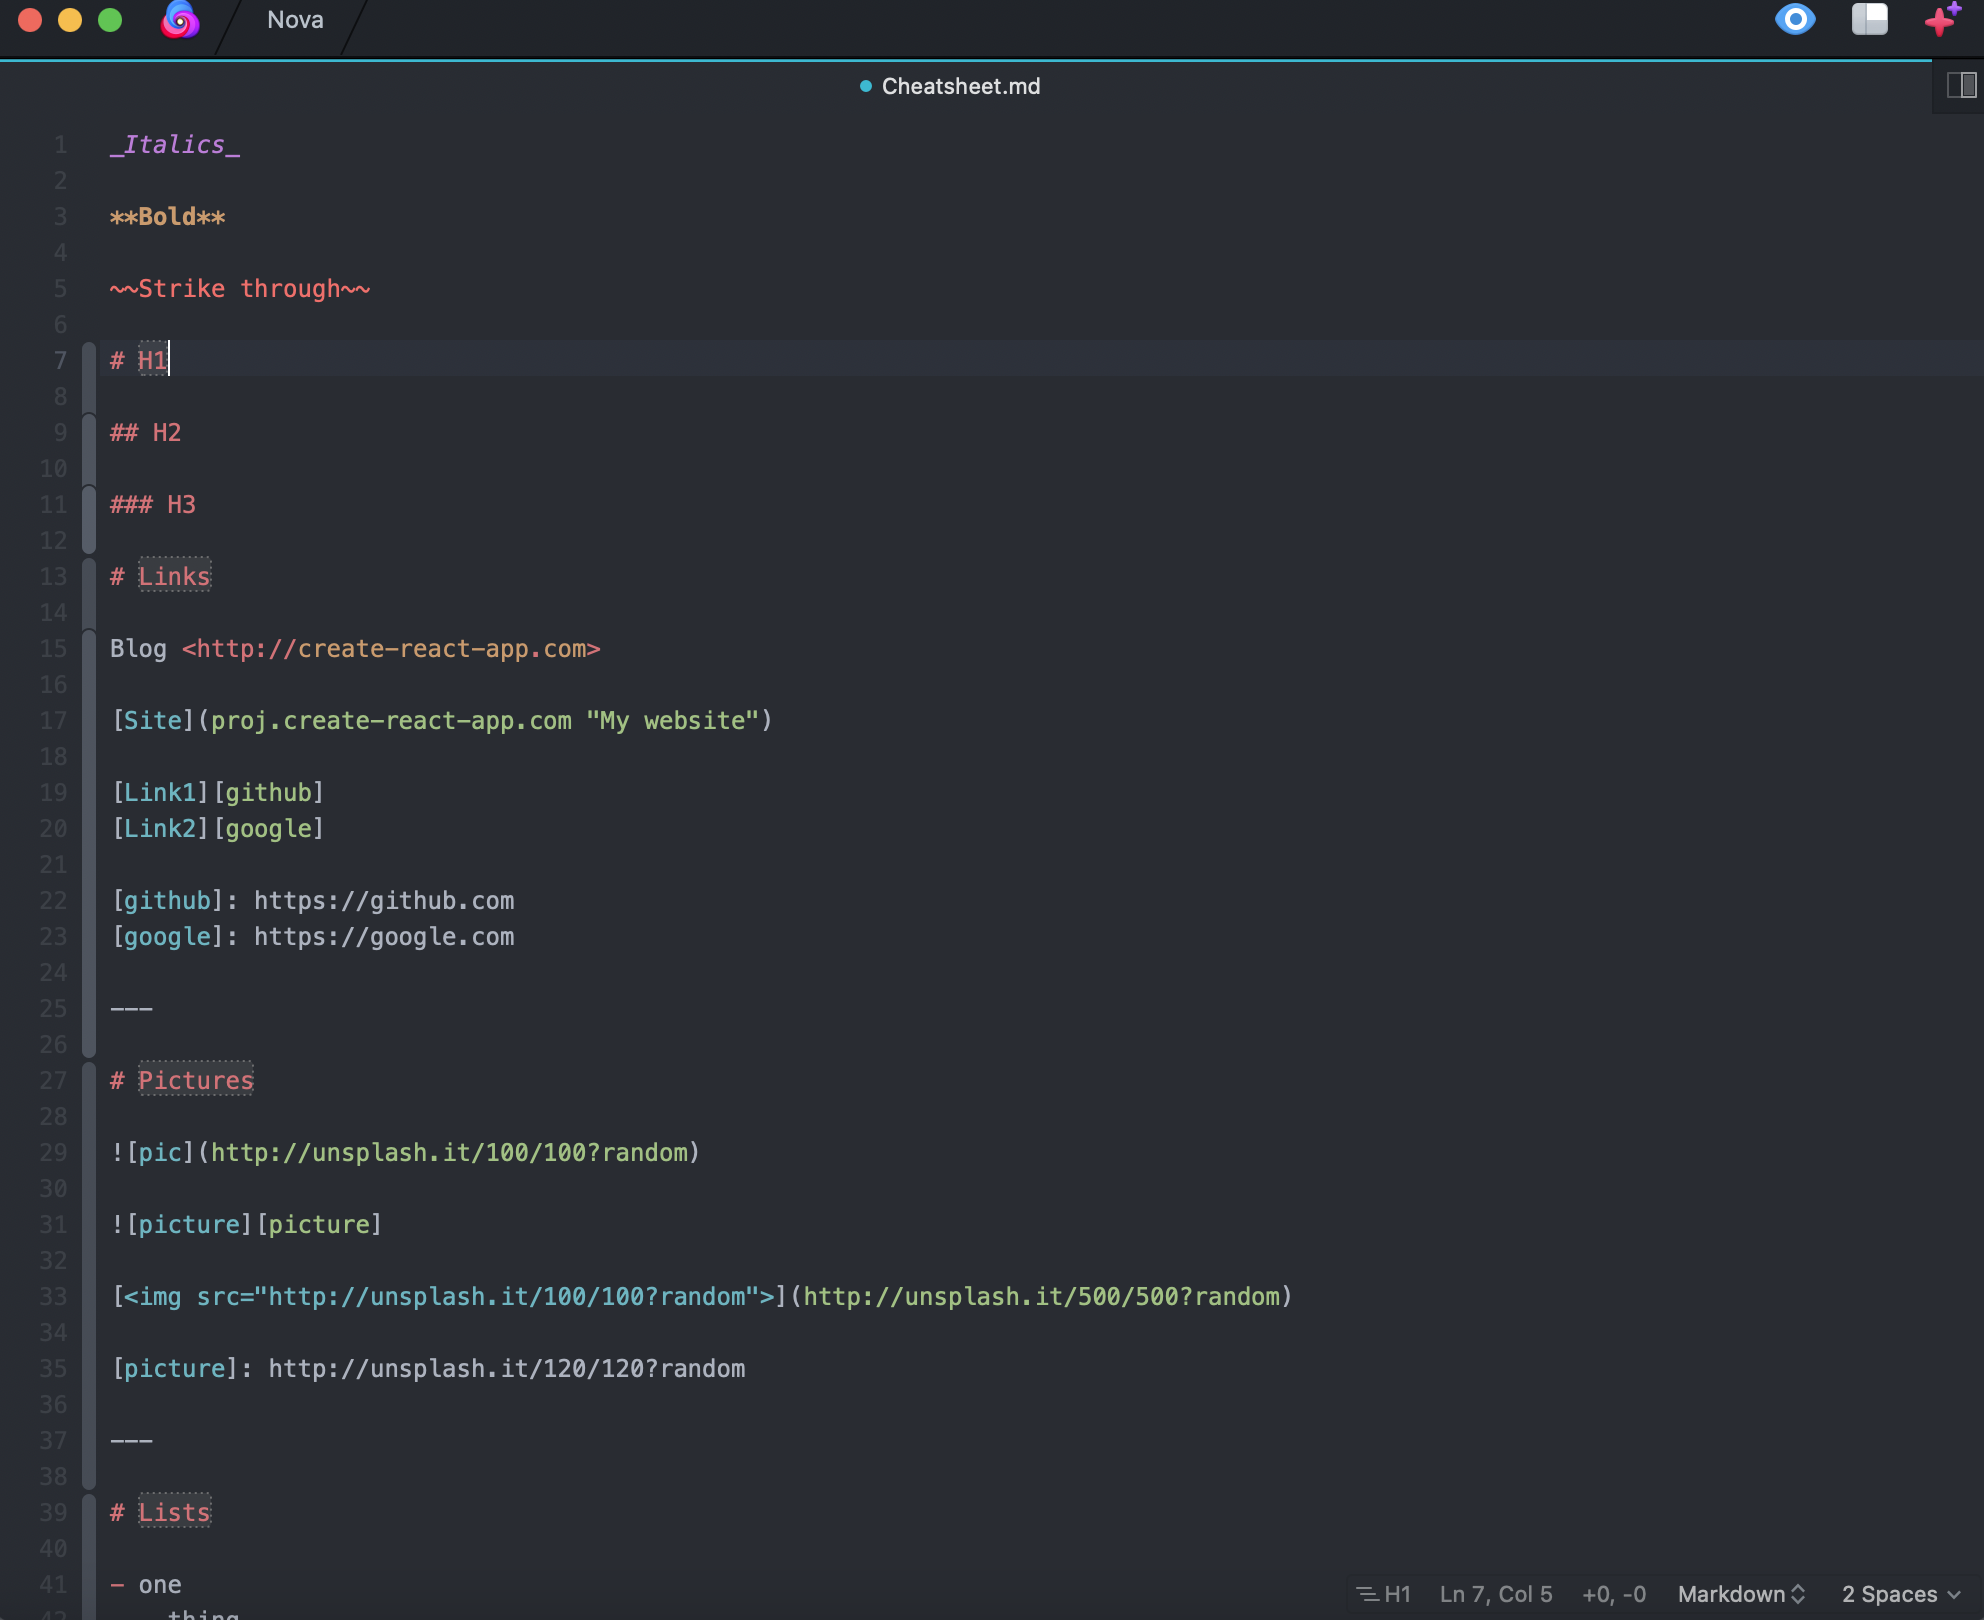 Nova
Cheatsheet.md
1 _Italics_
2
3 **Bold**
4
5 ~~Strike through~~
6
7 # H1
8
9 ## H2
10
11 ### H3
12
13 # Links
14
15 Blog <http://create-react-app.com>
16
17 [Site](proj.create-react-app.com "My website")
18
19 [Link1][github]
20 [Link2][google]
21
22 [github]: https://github.com
23 [google]: https://google.com
24
25 ---
26
27 # Pictures
28
29 ![pic](http://unsplash.it/100/100?random)
30
31 ![picture][picture]
32
33 [<img src="http://unsplash.it/100/100?random">](http://unsplash.it/500/500?random)
34
35 [picture]: http://unsplash.it/120/120?random
36
37 ---
38
39 # Lists
40
41 - one
42 thing
H1 Ln 7, Col 5 +0, -0 Markdown 2 Spaces